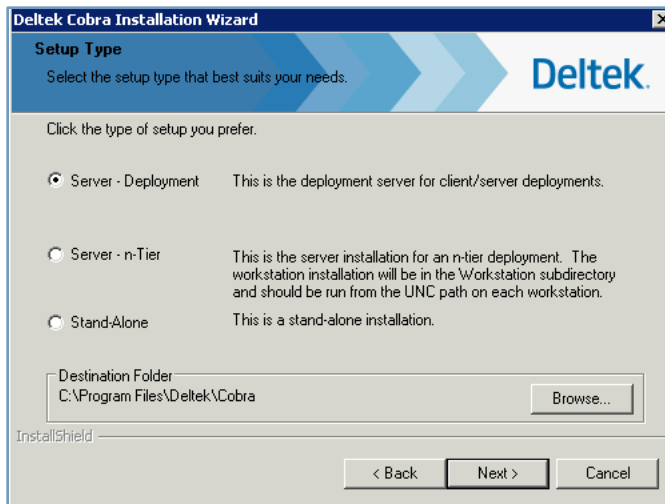 Deltek Cobra Installation Wizard
Setup Type
Select the setup type that best suits your needs.
Deltek.
Click the type of setup you prefer.
Server - Deployment This is the deployment server for client/server deployments.
Server - n-Tier This is the server installation for an n-tier deployment. The
workstation installation will be in the Workstation subdirectory
and should be run from the UNC path on each workstation.
Stand-Alone This is a stand-alone installation.
Destination Folder
C:\Program Files\Deltek\Cobra
Browse...
InstallShield
< Back Next > Cancel